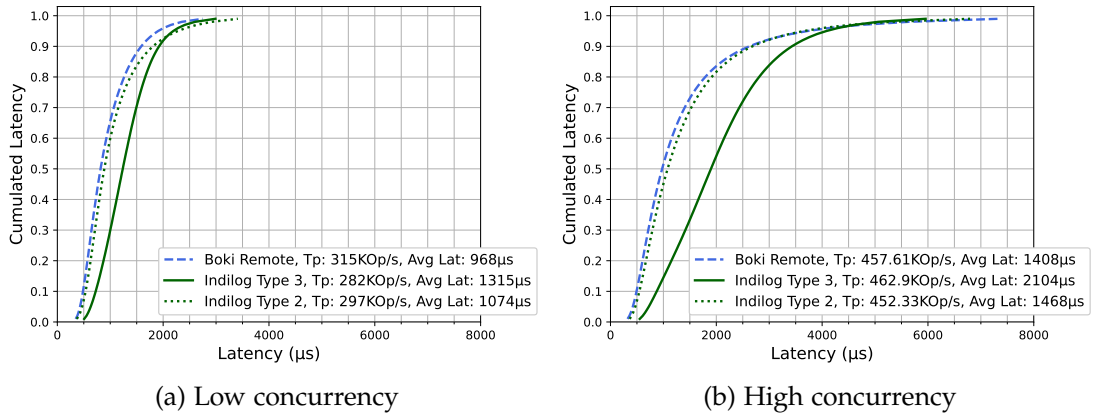 1.0
0.9
0.8
0.7
0.6
0.5
0.4
0.3
0.2
0.1
0.0
Cumulated Latency
Boki Remote, Tp: 315KOp/s, Avg Lat: 968μs
Indilog Type 3, Tp: 282KOp/s, Avg Lat: 1315μs
Indilog Type 2, Tp: 297KOp/s, Avg Lat: 1074μs
0 2000 4000 6000 8000
Latency (μs)
(a) Low concurrency
1.0
0.9
0.8
0.7
0.6
0.5
0.4
0.3
0.2
0.1
0.0
Cumulated Latency
Boki Remote, Tp: 457.61KOp/s, Avg Lat: 1408μs
Indilog Type 3, Tp: 462.9KOp/s, Avg Lat: 2104μs
Indilog Type 2, Tp: 452.33KOp/s, Avg Lat: 1468μs
0 2000 4000 6000 8000
Latency (μs)
(b) High concurrency